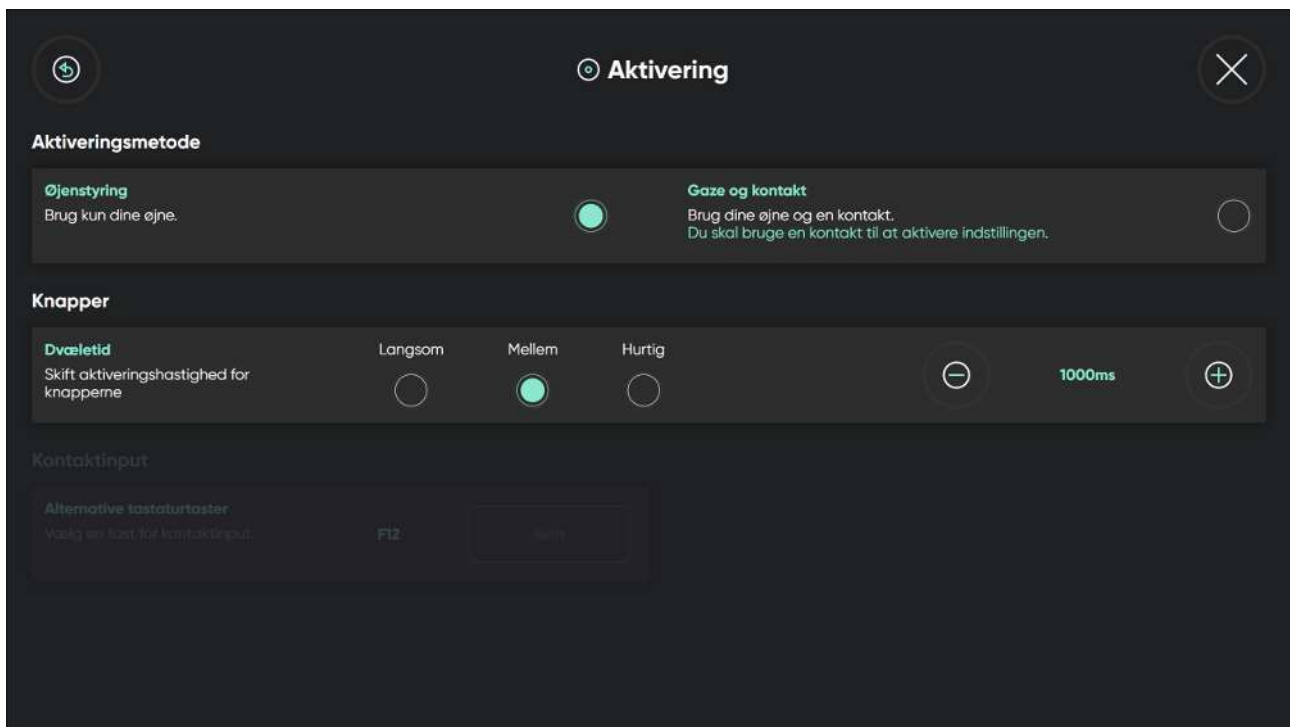 Aktivering
Aktiveringsmetode
Øjenstyring
Brug kun dine øjne.
Gaze og kontakt
Brug dine øjne og en kontakt.
Du skal bruge en kontakt til at aktivere indstillingen.
Knapper
Dvæletid
Skift aktiveringshastighed for
knapperne
Langsom Mellem Hurtig
1000ms
Kontaktinput
Alternative tastaturtaster
Vælg en tast for kontaktinput.
F12